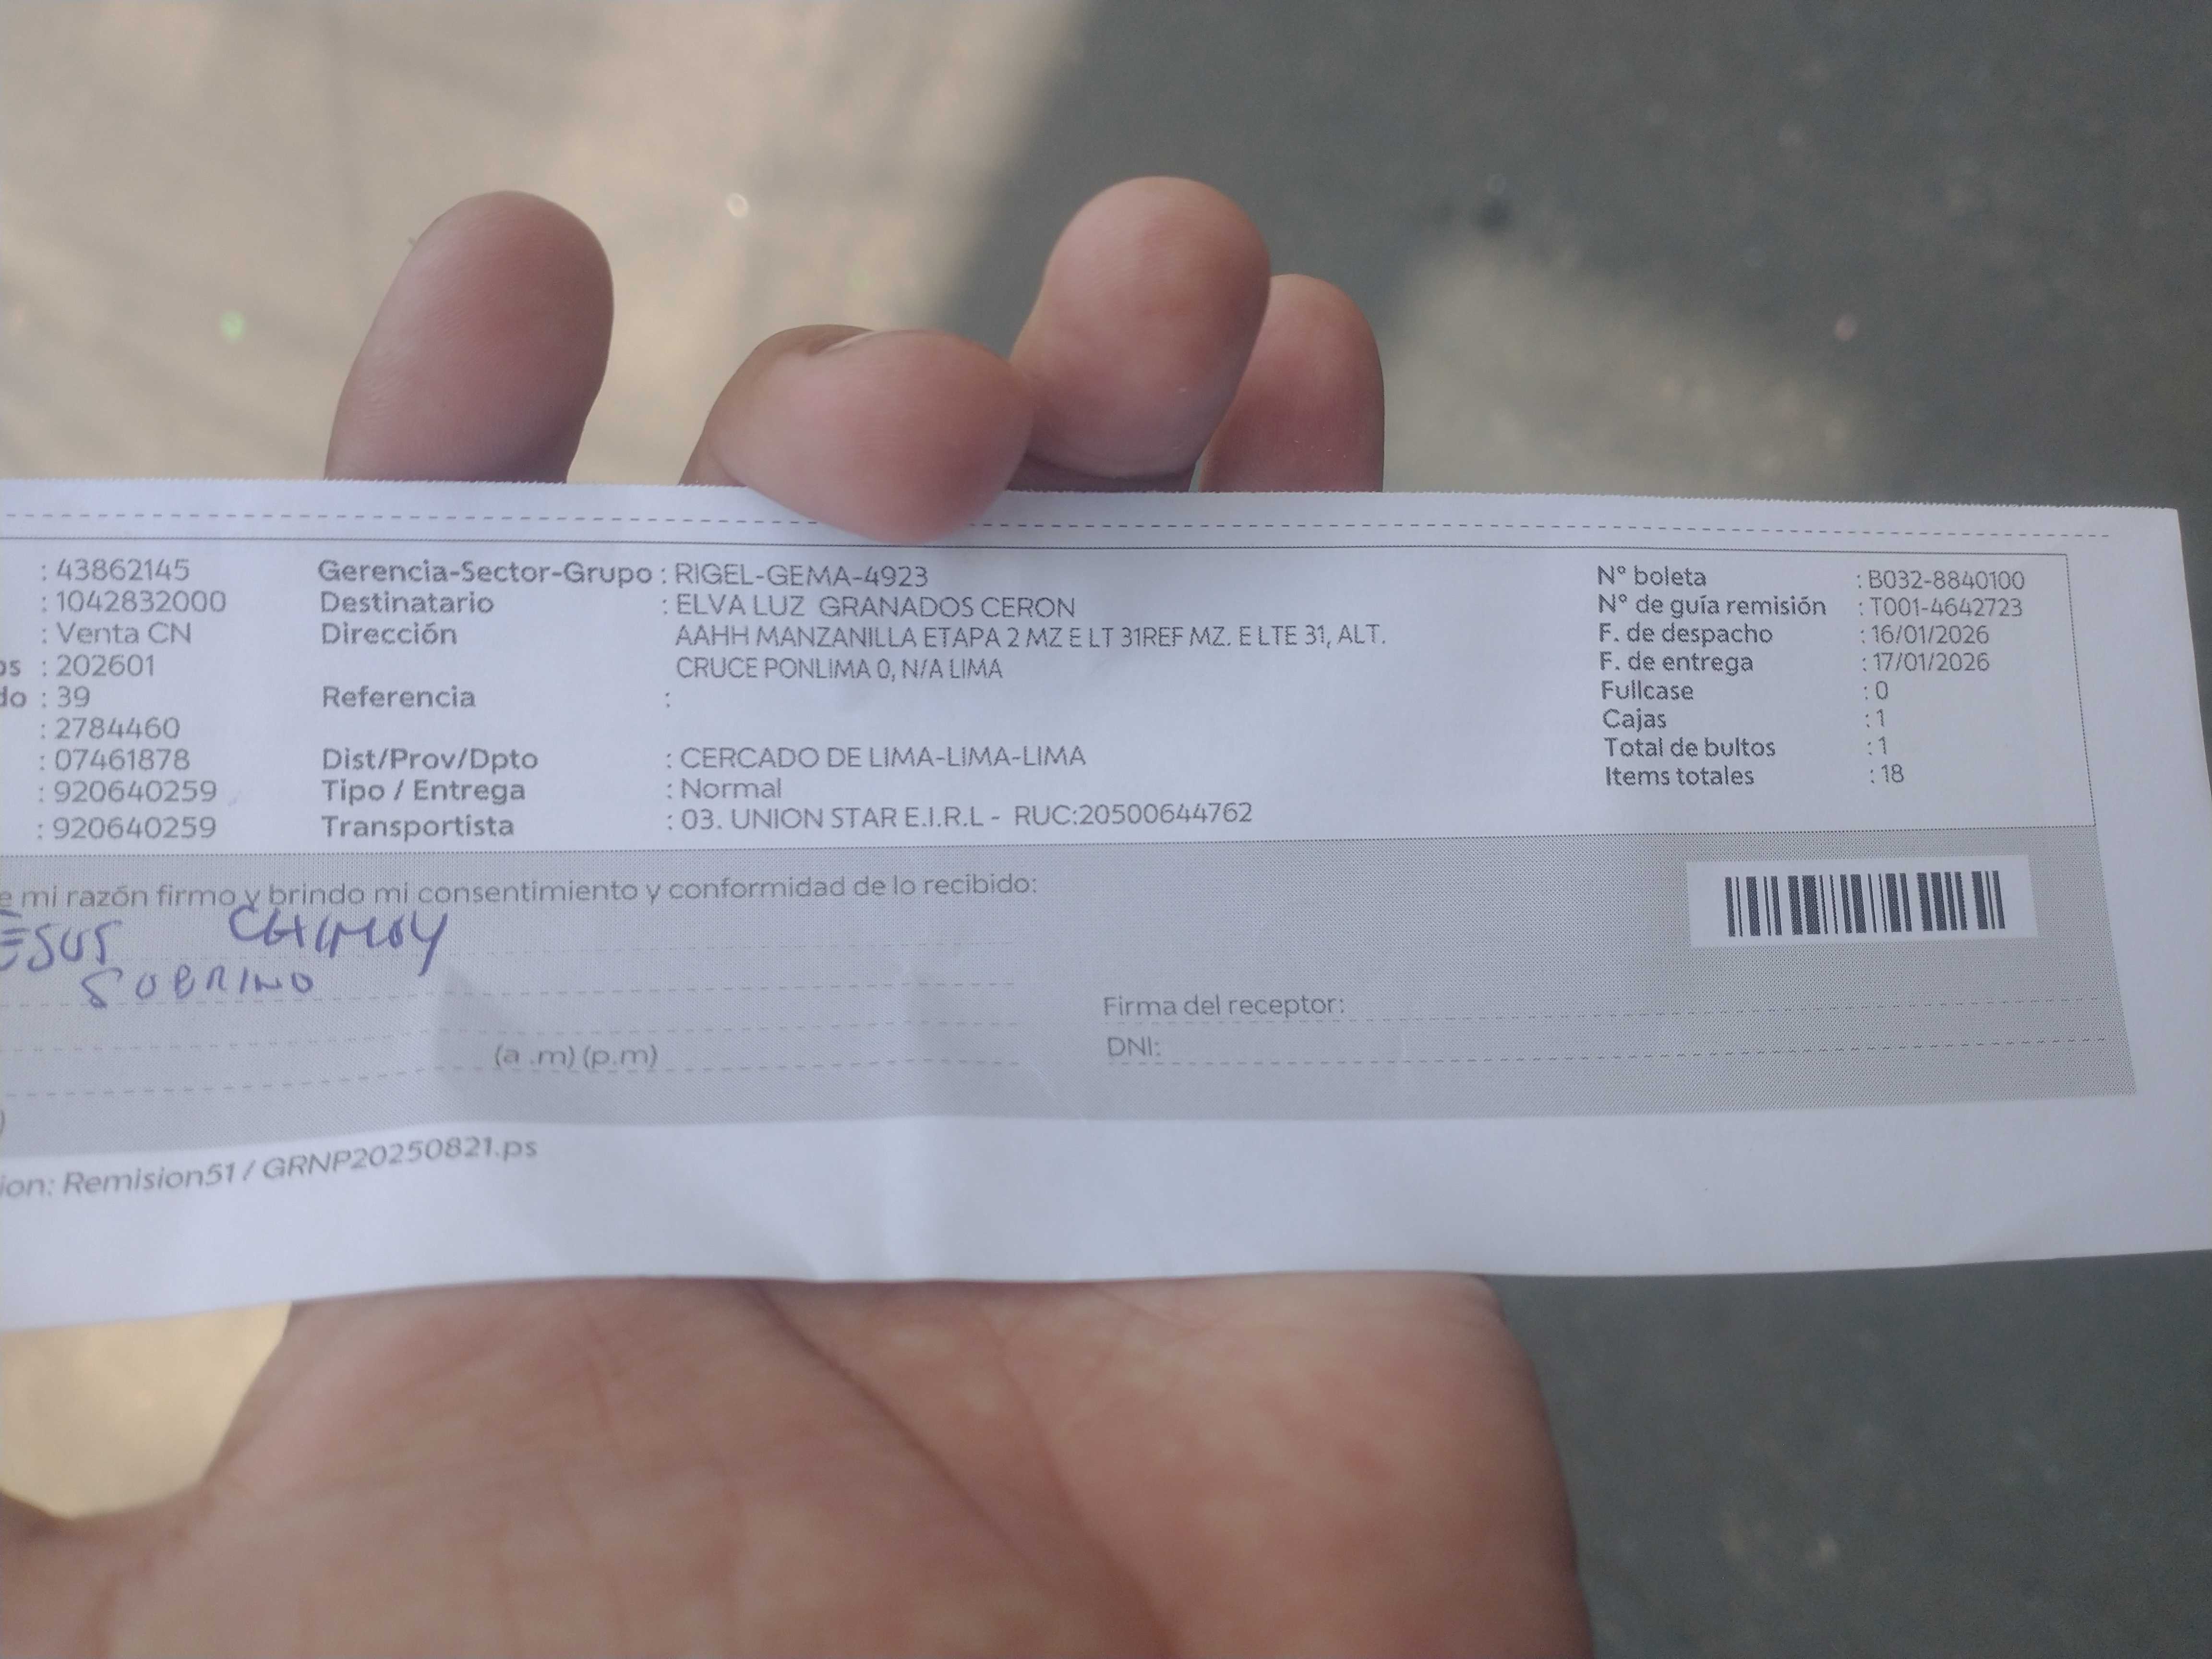 : 43862145 Gerencia-Sector-Grupo : RIGEL-GEMA-4923 N° boleta : B032-8840100
: 1042832000 Destinatario : ELVA LUZ GRANADOS CERON N° de guía remisión : T001-4642723
: Venta CN Dirección AAHH MANZANILLA ETAPA 2 MZ E LT 31REF MZ. E LTE 31, ALT. F. de despacho : 16/01/2026
os : 202601 CRUCE PONLIMA 0, N/A LIMA F. de entrega : 17/01/2026
do : 39 Referencia : Fullcase : 0
: 2784460 Cajas : 1
: 07461878 Dist/Prov/Dpto : CERCADO DE LIMA-LIMA-LIMA Total de bultos : 1
: 920640259 Tipo / Entrega : Normal Items totales : 18
: 920640259 Transportista : 03. UNION STAR E.I.R.L - RUC:20500644762
e mi razón firmo y brindo mi consentimiento y conformidad de lo recibido:
ESUS
SOBRINO
Firma del receptor:
(a .m) (p.m) DNI:
)
ion: Remision51 / GRNP20250821.ps